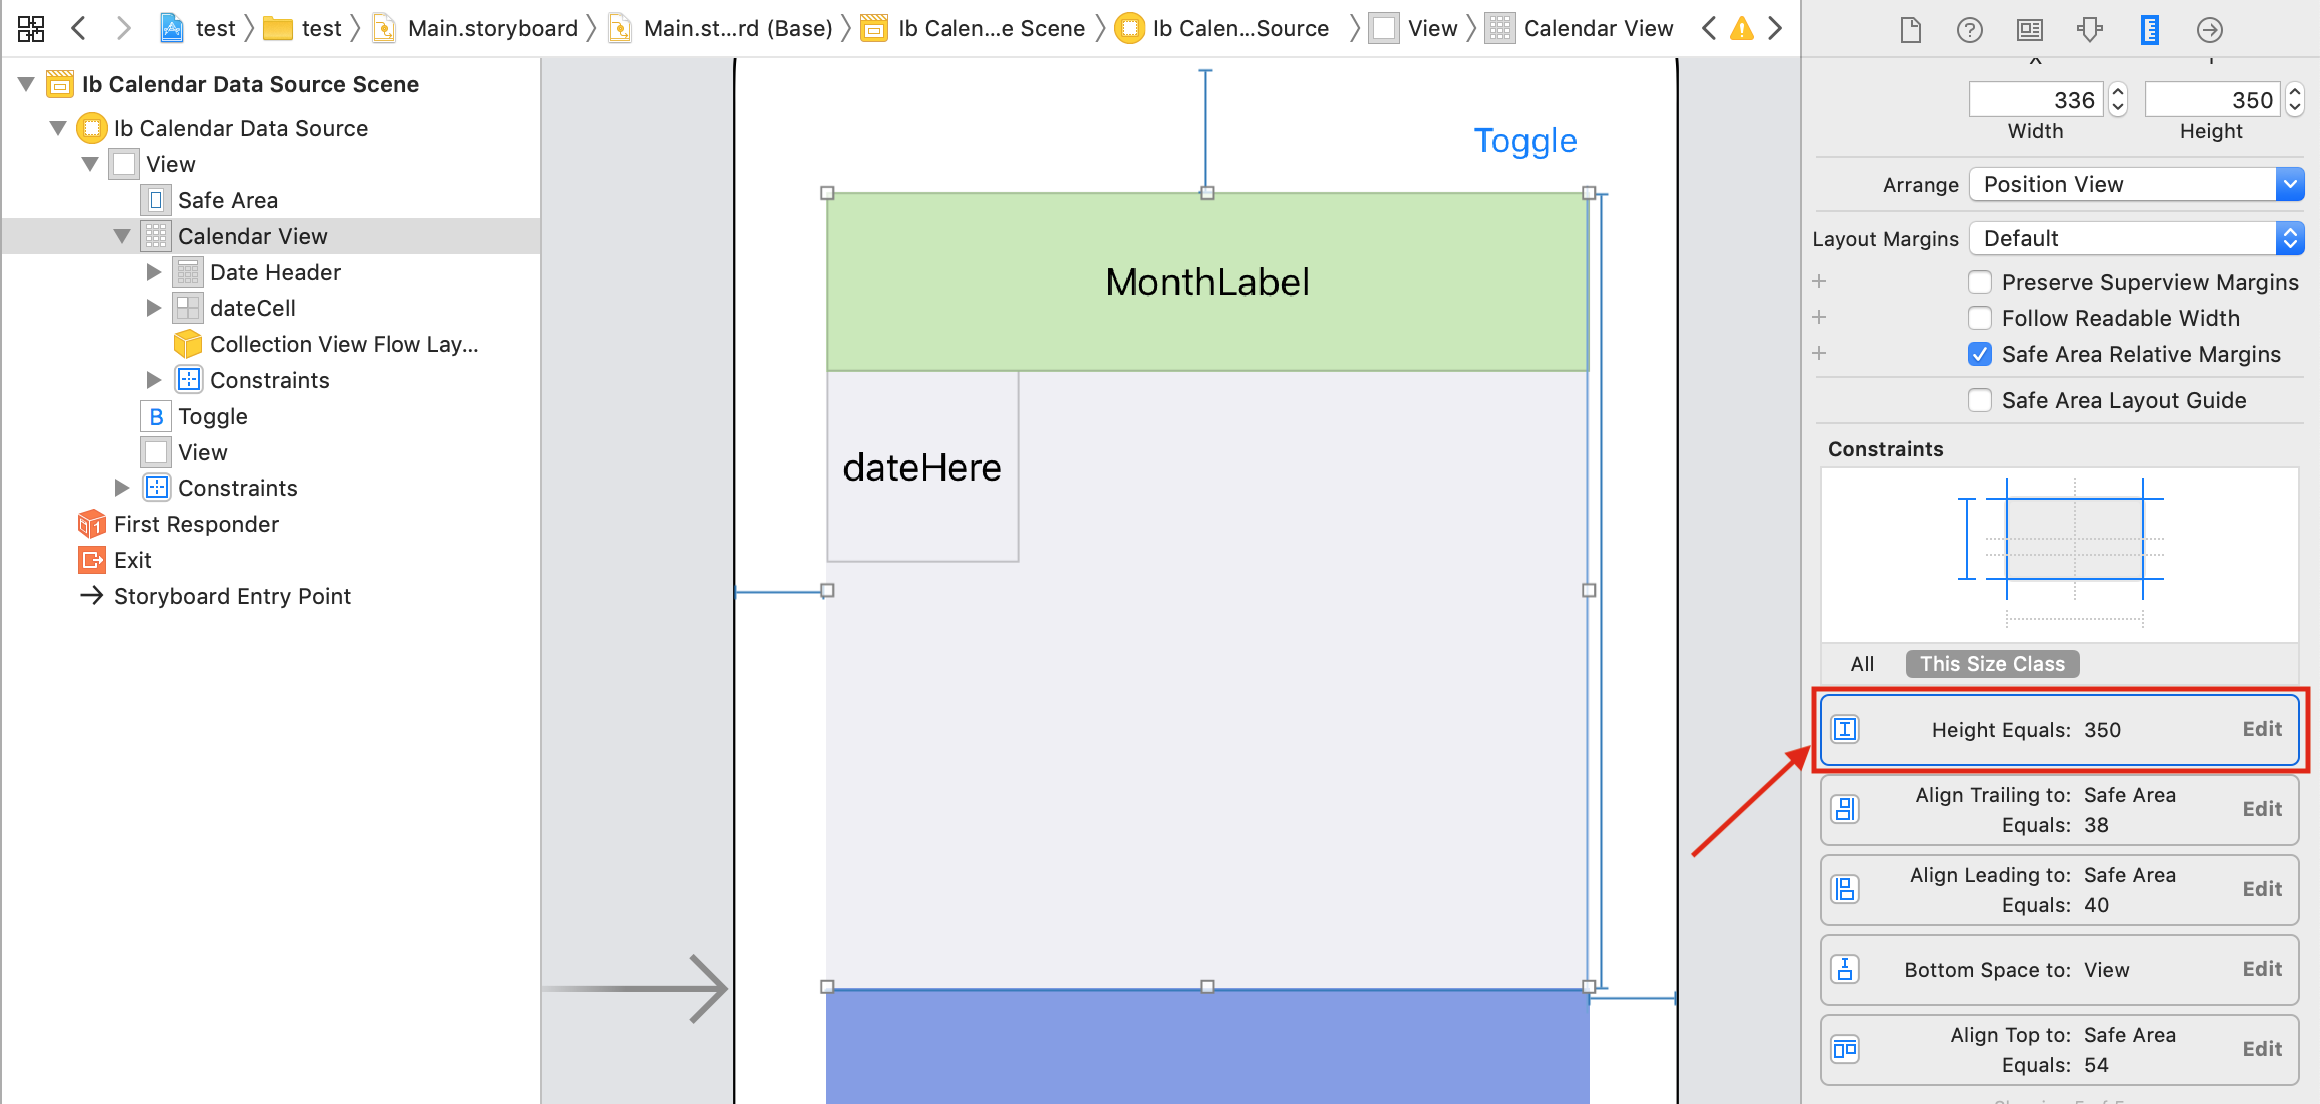 test
test
Main.storyboard
Main.st...rd (Base)
Ib Calen...e Scene
Ib Calen...Source
View
Calendar View
Ib Calendar Data Source Scene
Ib Calendar Data Source
View
Safe Area
Calendar View
Date Header
dateCell
Collection View Flow Lay...
Constraints
B Toggle
View
Constraints
First Responder
Exit
Storyboard Entry Point
Toggle
MonthLabel
dateHere
336
350
Width
Height
Arrange
Position View
Layout Margins
Default
Preserve Superview Margins
Follow Readable Width
Safe Area Relative Margins
Safe Area Layout Guide
Constraints
All
This Size Class
Height Equals: 350
Edit
Align Trailing to: Safe Area
Equals: 38
Edit
Align Leading to: Safe Area
Equals: 40
Edit
Bottom Space to: View
Edit
Align Top to: Safe Area
Equals: 54
Edit